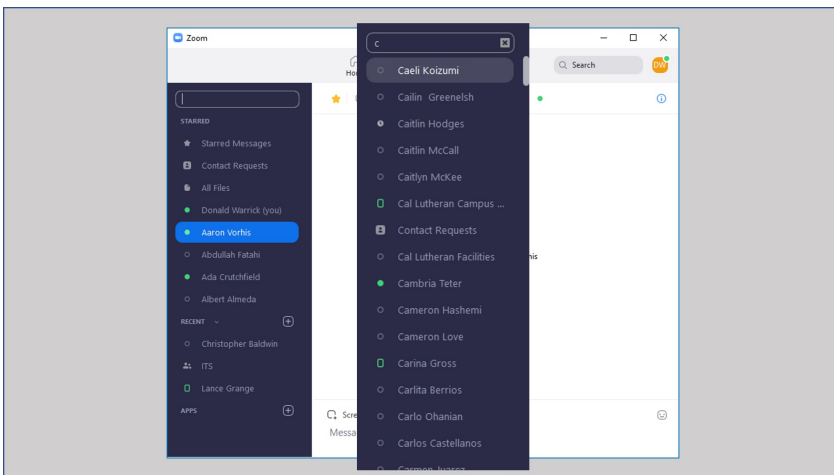 Zoom
Search
DW
STARRED
Starred Messages
Contact Requests
All Files
Donald Warrick (you)
Aaron Vorhis
Abdullah Fatahi
Ada Crutchfield
Albert Almeda
RECENT
Christopher Baldwin
ITS
Lance Grange
APPS
c
Caeli Koizumi
Cailin Greenelsh
Caitlin Hodges
Caitlin McCall
Caitlyn McKee
Cal Lutheran Campus ...
Contact Requests
Cal Lutheran Facilities
Cambria Teter
Cameron Hashemi
Cameron Love
Carina Gross
Carlita Berrios
Carlo Ohanian
Carlos Castellanos
Carmen Juarez